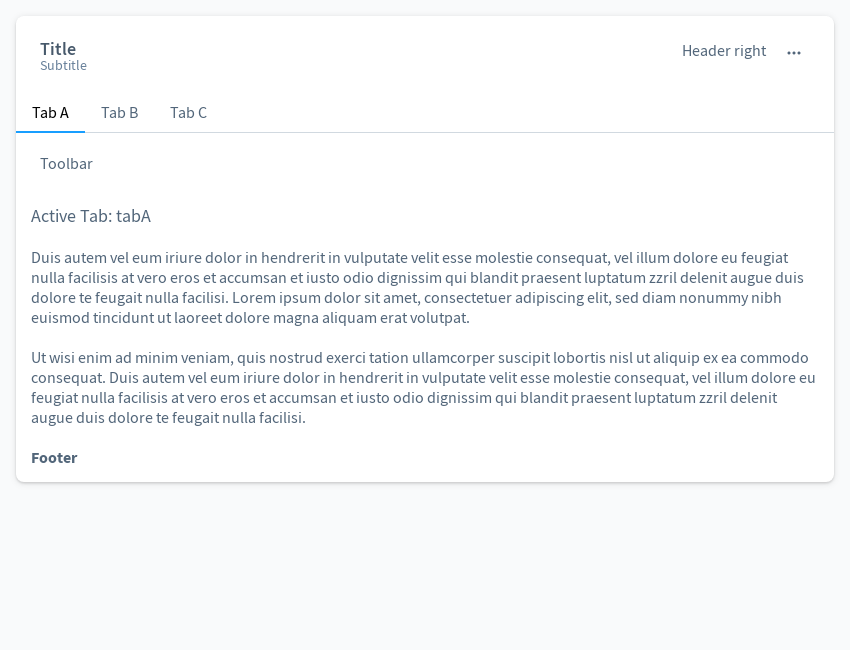 Title
Subtitle
Header right
Tab A
Tab B
Tab C
Toolbar
Active Tab: tabA
Duis autem vel eum iriure dolor in hendrerit in vulputate velit esse molestie consequat, vel illum dolore eu feugiat
nulla facilisis at vero eros et accumsan et iusto odio dignissim qui blandit praesent luptatum zzril delenit augue duis
dolore te feugait nulla facilisi. Lorem ipsum dolor sit amet, consectetuer adipiscing elit, sed diam nonummy nibh
euismod tincidunt ut laoreet dolore magna aliquam erat volutpat.
Ut wisi enim ad minim veniam, quis nostrud exerci tation ullamcorper suscipit lobortis nisl ut aliquip ex ea commodo
consequat. Duis autem vel eum iriure dolor in hendrerit in vulputate velit esse molestie consequat, vel illum dolore eu
feugiat nulla facilisis at vero eros et accumsan et iusto odio dignissim qui blandit praesent luptatum zzril delenit
augue duis dolore te feugait nulla facilisi.
Footer